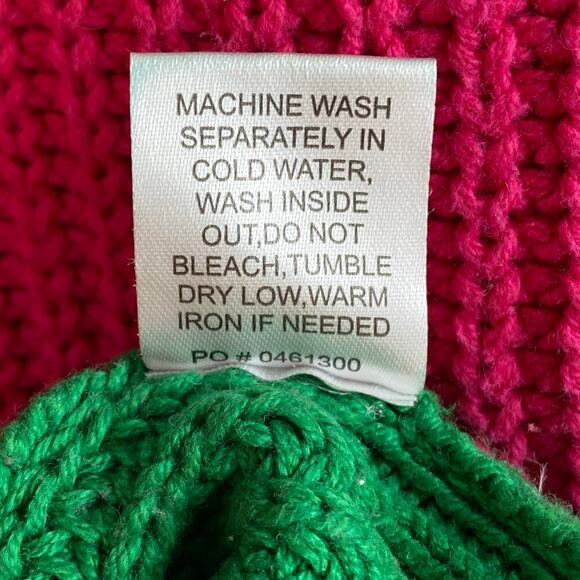 MACHINE WASH
SEPARATELY IN
COLD WATER,
WASH INSIDE
OUT,DO NOT
BLEACH,TUMBLE
DRY LOW,WARM
IRON IF NEEDED
PO # 0461300